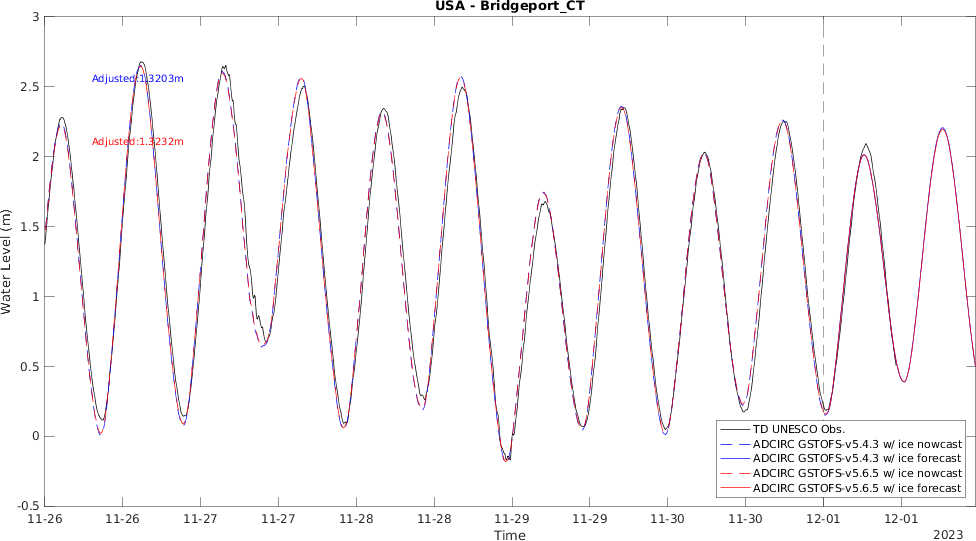 USA - Bridgeport_CT
3
2.5
2
1.5
1
0.5
0
-0.5
Water Level (m)
Adjusted:1.3203m
Adjusted:1.3232m
TD UNESCO Obs.
ADCIRC GSTOFS-v5.4.3 w/ ice nowcast
ADCIRC GSTOFS-v5.4.3 w/ ice forecast
ADCIRC GSTOFS-v5.6.5 w/ ice nowcast
ADCIRC GSTOFS-v5.6.5 w/ ice forecast
11-26 11-26 11-27 11-27 11-28 11-28 11-29 11-29 11-30 11-30 12-01 12-01
Time
2023